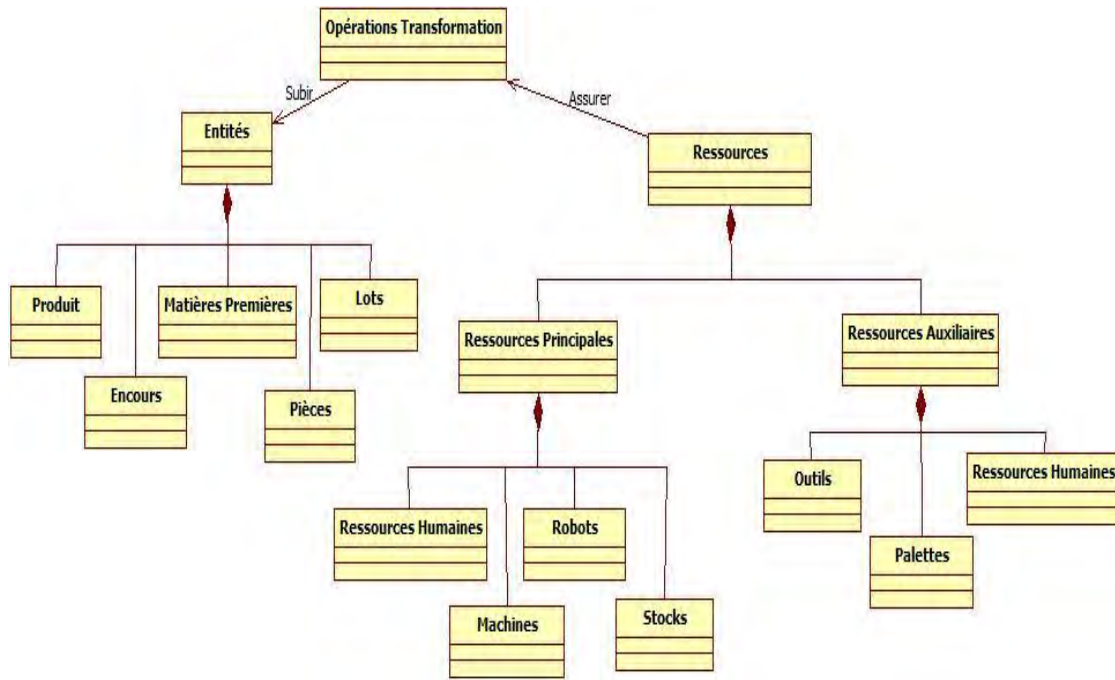 Opérations Transformation
Subir
Assurer
Entités
Ressources
Produit
Matières Premières
Lots
Encours
Pièces
Ressources Principales
Ressources Auxiliaires
Ressources Humaines
Robots
Machines
Stocks
Outils
Ressources Humaines
Palettes